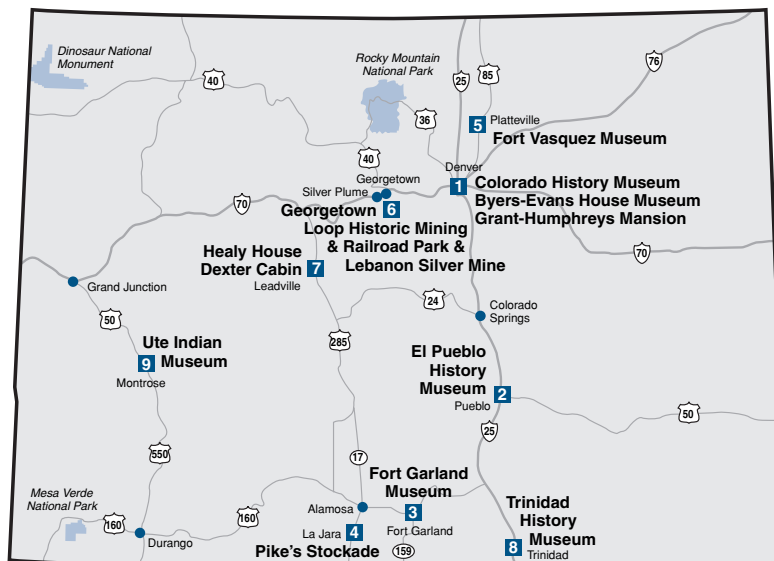 Dinosaur National
Monument
40
Rocky Mountain
National Park
25
85
76
36
5
Platteville
Fort Vasquez Museum
40
Denver
Georgetown
Silver Plume
1
Colorado History Museum
Byers-Evans House Museum
Grant-Humphreys Mansion
70
Georgetown
6
Loop Historic Mining
& Railroad Park &
Lebanon Silver Mine
70
Healy House
Dexter Cabin
7
Leadville
Grand Junction
24
Colorado
Springs
50
285
Ute Indian
Museum
9
Montrose
El Pueblo
History
Museum
2
Pueblo
50
25
550
17
Fort Garland
Museum
Mesa Verde
National Park
160
160
Durango
Alamosa
3
Fort Garland
La Jara
4
Pike's Stockade
159
Trinidad
History
Museum
8
Trinidad